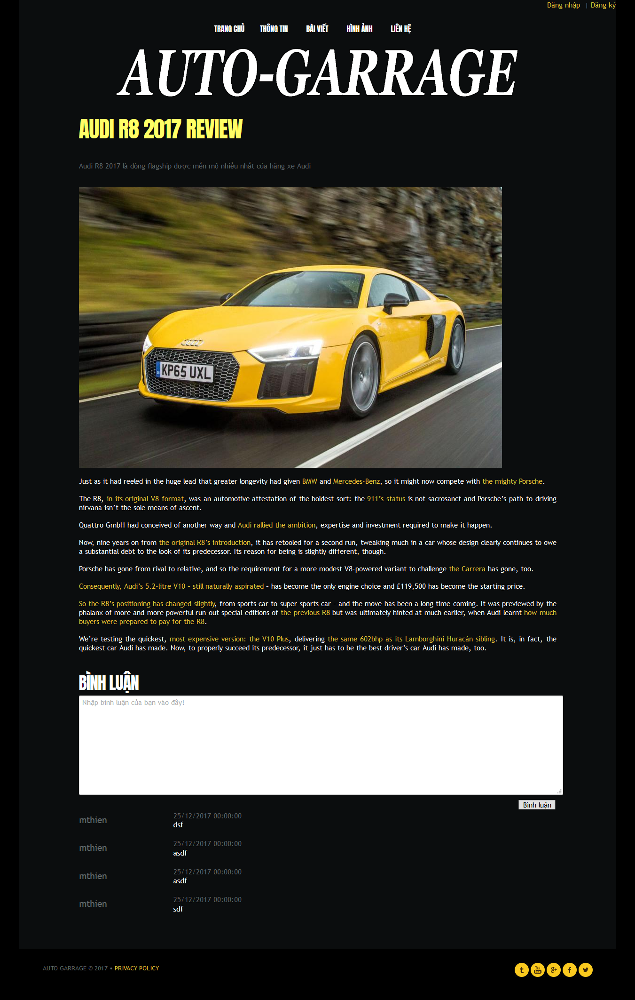 Đăng nhập | Đăng ký
TRANG CHỦ THÔNG TIN BÀI VIẾT HÌNH ẢNH LIÊN HỆ
AUTO-GARRAGE
AUDI R8 2017 REVIEW
Audi R8 2017 là dòng flagship được mến mộ nhiều nhất của hãng xe Audi
KP65 UXL
Just as it had reeled in the huge lead that greater longevity had given BMW and Mercedes-Benz, so it might now compete with the mighty Porsche.
The R8, in its original V8 format, was an automotive attestation of the boldest sort: the 911’s status is not sacrosanct and Porsche’s path to driving
nirvana isn’t the sole means of ascent.
Quattro GmbH had conceived of another way and Audi rallied the ambition, expertise and investment required to make it happen.
Now, nine years on from the original R8’s introduction, it has retooled for a second run, tweaking much in a car whose design clearly continues to owe
a substantial debt to the look of its predecessor. Its reason for being is slightly different, though.
Porsche has gone from rival to relative, and so the requirement for a more modest V8-powered variant to challenge the Carrera has gone, too.
Consequently, Audi’s 5.2-litre V10 – still naturally aspirated – has become the only engine choice and £119,500 has become the starting price.
So the R8’s positioning has changed slightly, from sports car to super-sports car – and the move has been a long time coming. It was previewed by the
phalanx of more and more powerful run-out special editions of the previous R8 but was ultimately hinted at much earlier, when Audi learnt how much
buyers were prepared to pay for the R8.
We’re testing the quickest, most expensive version: the V10 Plus, delivering the same 602bhp as its Lamborghini Huracán sibling. It is, in fact, the
quickest car Audi has made. Now, to properly succeed its predecessor, it just has to be the best driver’s car Audi has made, too.
BÌNH LUẬN
Nhập bình luận của bạn vào đây!
Bình luận
mthien 25/12/2017 00:00:00
dsf
mthien 25/12/2017 00:00:00
asdf
mthien 25/12/2017 00:00:00
asdf
mthien 25/12/2017 00:00:00
sdf
AUTO GARRAGE © 2017 • PRIVACY POLICY
t You Tube g+ f